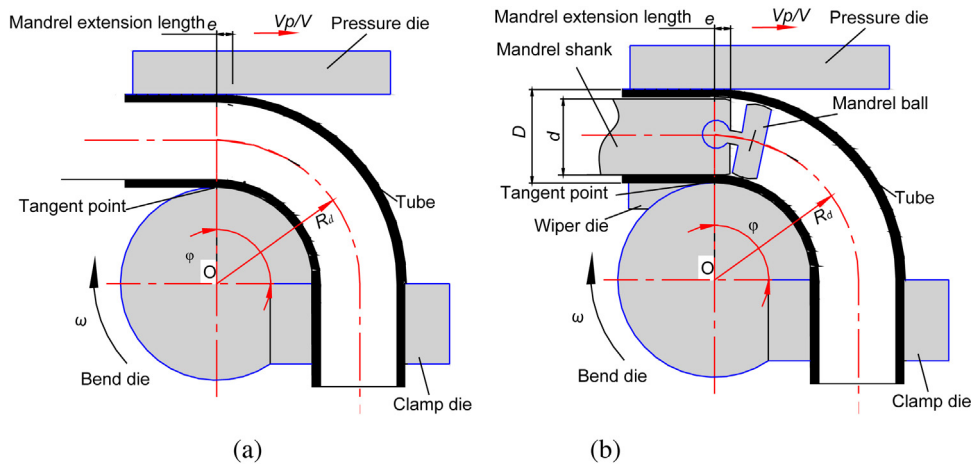 Mandrel extension length
e
Vp/V
Pressure die
Tube
Tangent point
Rd
φ
O
ω
Bend die
Clamp die
(a)
Mandrel extension length
e
Vp/V
Pressure die
Mandrel shank
Mandrel ball
D
d
Tube
Tangent point
Wiper die
Rd
φ
O
ω
Bend die
Clamp die
(b)